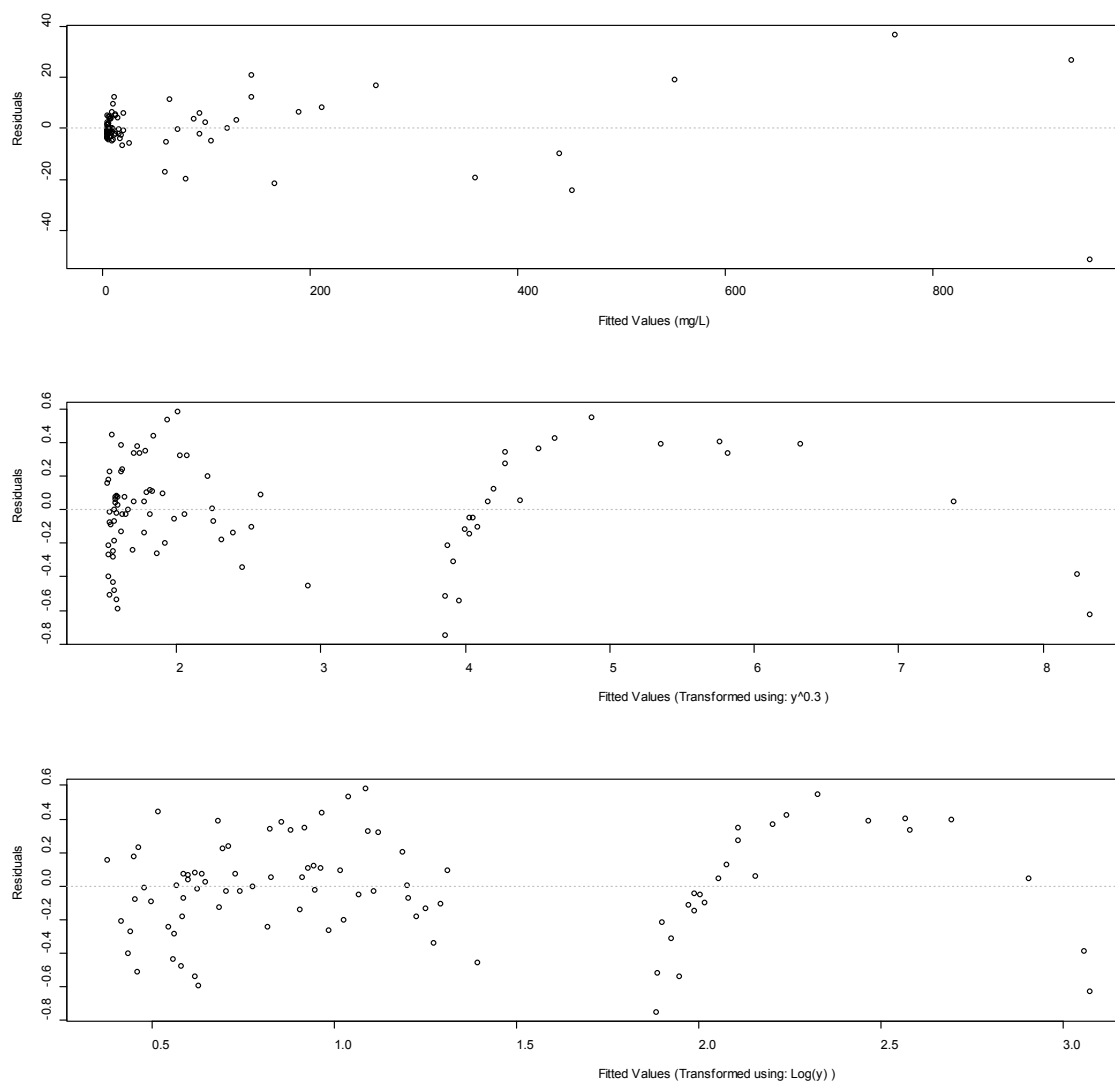 40
20
0
-20
-40
Residuals
0 200 400 600 800
Fitted Values (mg/L)
0.6
0.4
0.2
0.0
-0.2
-0.4
-0.6
-0.8
Residuals
2 3 4 5 6 7 8
Fitted Values (Transformed using: y^0.3 )
0.6
0.4
0.2
0.0
-0.2
-0.4
-0.6
-0.8
Residuals
0.5 1.0 1.5 2.0 2.5 3.0
Fitted Values (Transformed using: Log(y) )